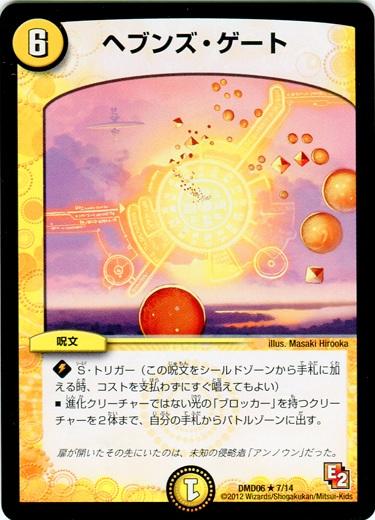 6
ヘブンズ・ゲート
呪文
illus. Masaki Hirooka
S・トリガー（この呪文をシールドゾーンから手札に加
える時、コストを支払わずにすぐ唱えてもよい）
■ 進化クリーチャーではない光の「ブロッカー」を持つクリ
ーチャーを2体まで、自分の手札からバトルゾーンに出す。
扉が開いたその先にいたのは、未知の侵略者「アンノウン」だった。
1
DMD06 ★ 7/14
©2012 Wizards/Shogakukan/Mitsui-Kids
E2